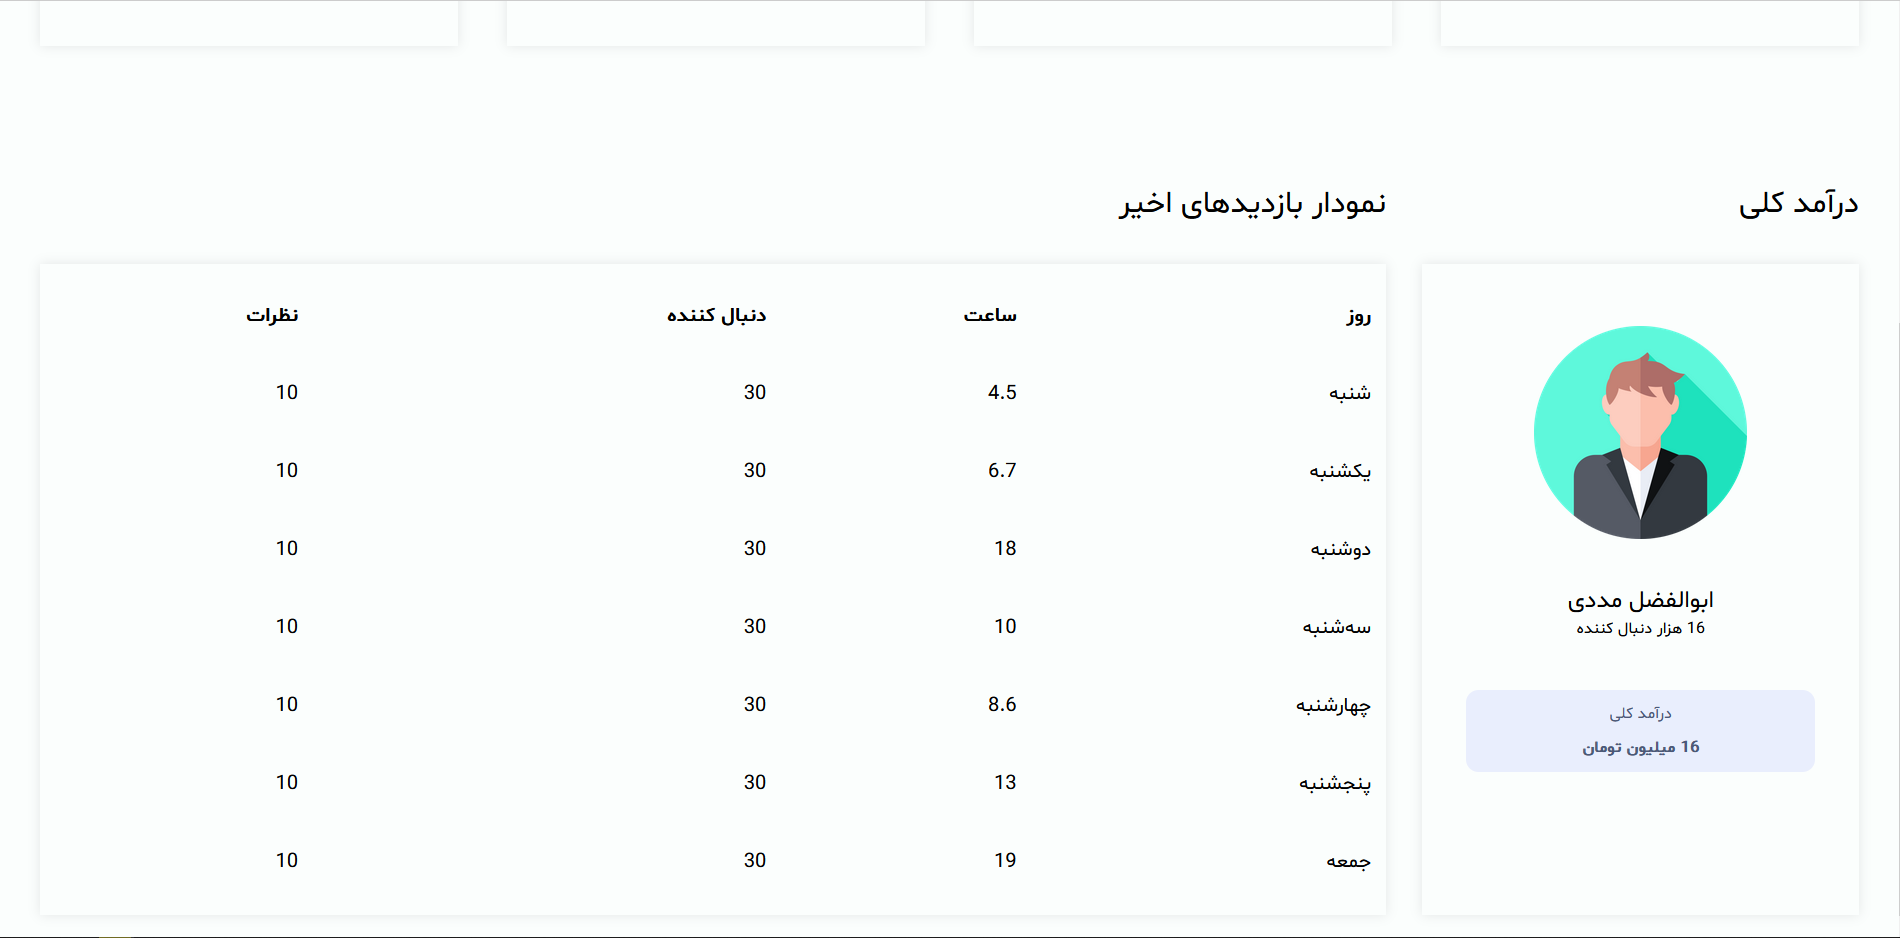 درآمد کلی
نمودار بازدیدهای اخیر
ابوالفضل مددی
16 هزار دنبال کننده
درآمد کلی
16 میلیون تومان
روز ساعت دنبال کننده نظرات
شنبه 4.5 30 10
یکشنبه 6.7 30 10
دوشنبه 18 30 10
سه‌شنبه 10 30 10
چهارشنبه 8.6 30 10
پنجشنبه 13 30 10
جمعه 19 30 10